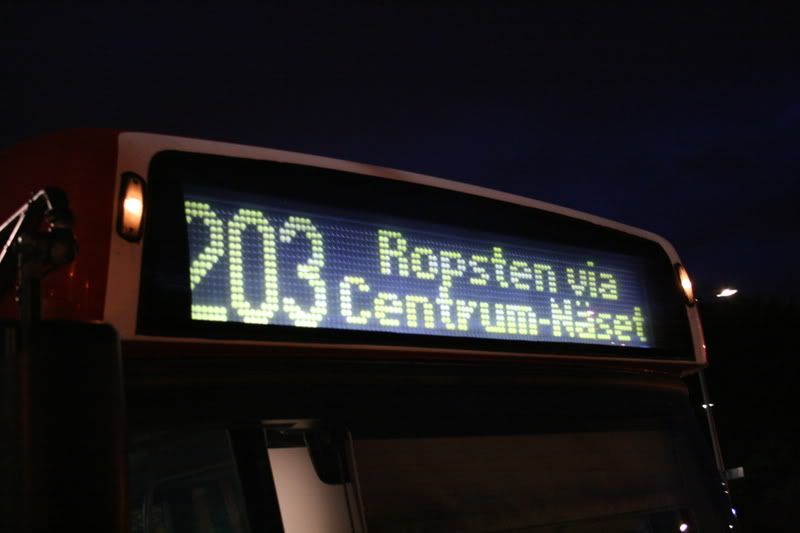 203 Ropsten via
centrum-Näset